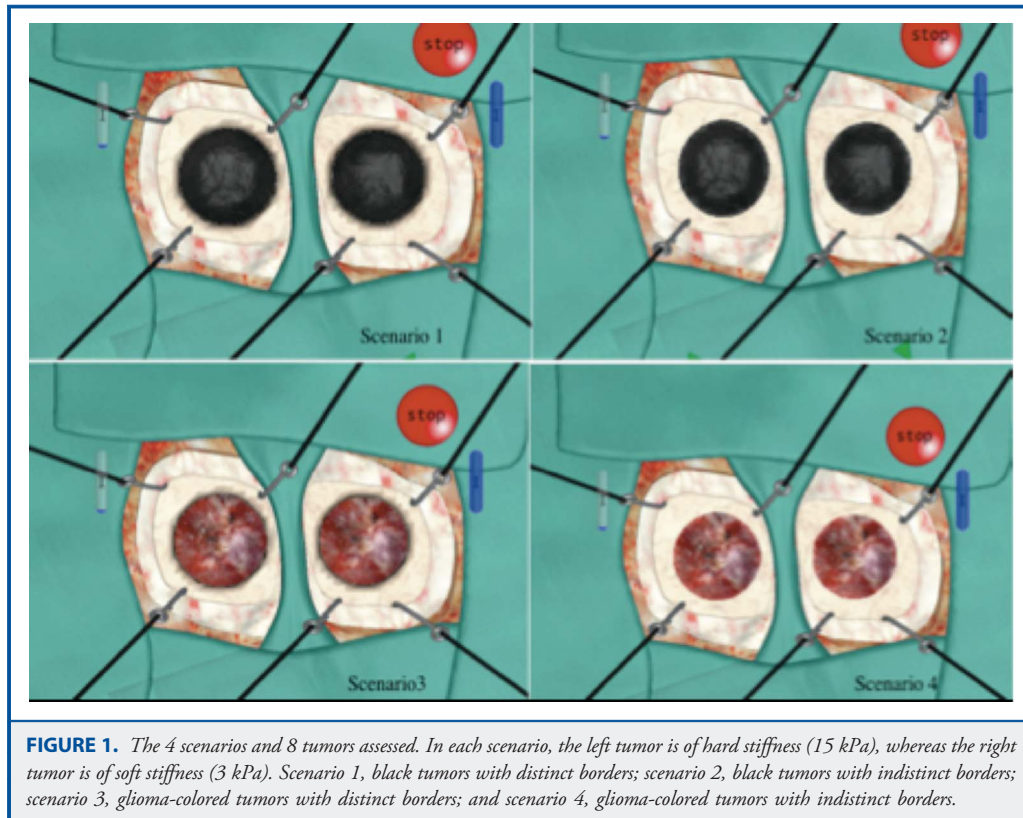 stop
stop
Scenario 1
Scenario 2
stop
stop
Scenario3
Scenario 4
FIGURE 1. The 4 scenarios and 8 tumors assessed. In each scenario, the left tumor is of hard stiffness (15 kPa), whereas the right
tumor is of soft stiffness (3 kPa). Scenario 1, black tumors with distinct borders; scenario 2, black tumors with indistinct borders;
scenario 3, glioma-colored tumors with distinct borders; and scenario 4, glioma-colored tumors with indistinct borders.